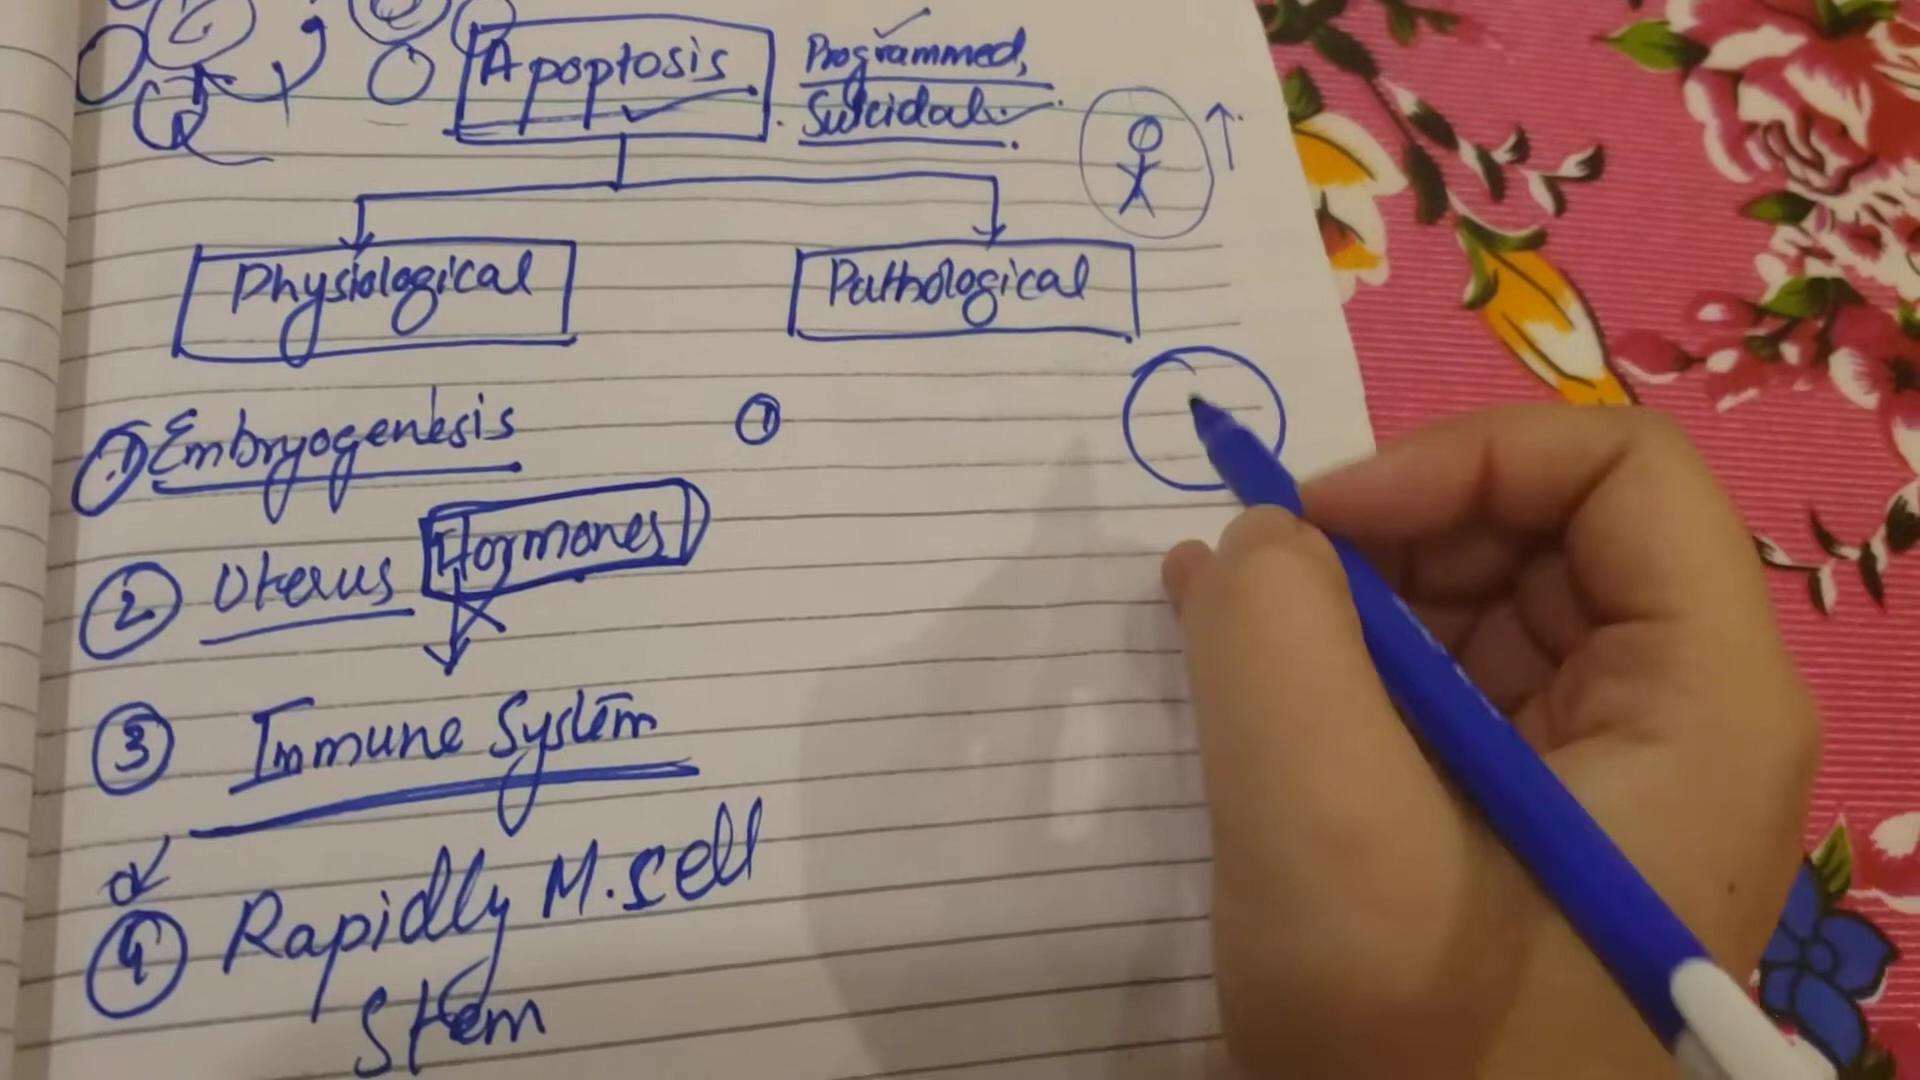 Apoptosis
Programmed,
Suicidal.
Physiological
Pathological
1 Embryogenesis
1
2 Uterus Hormones
3 Immune System
4 Rapidly M.cell
Stem